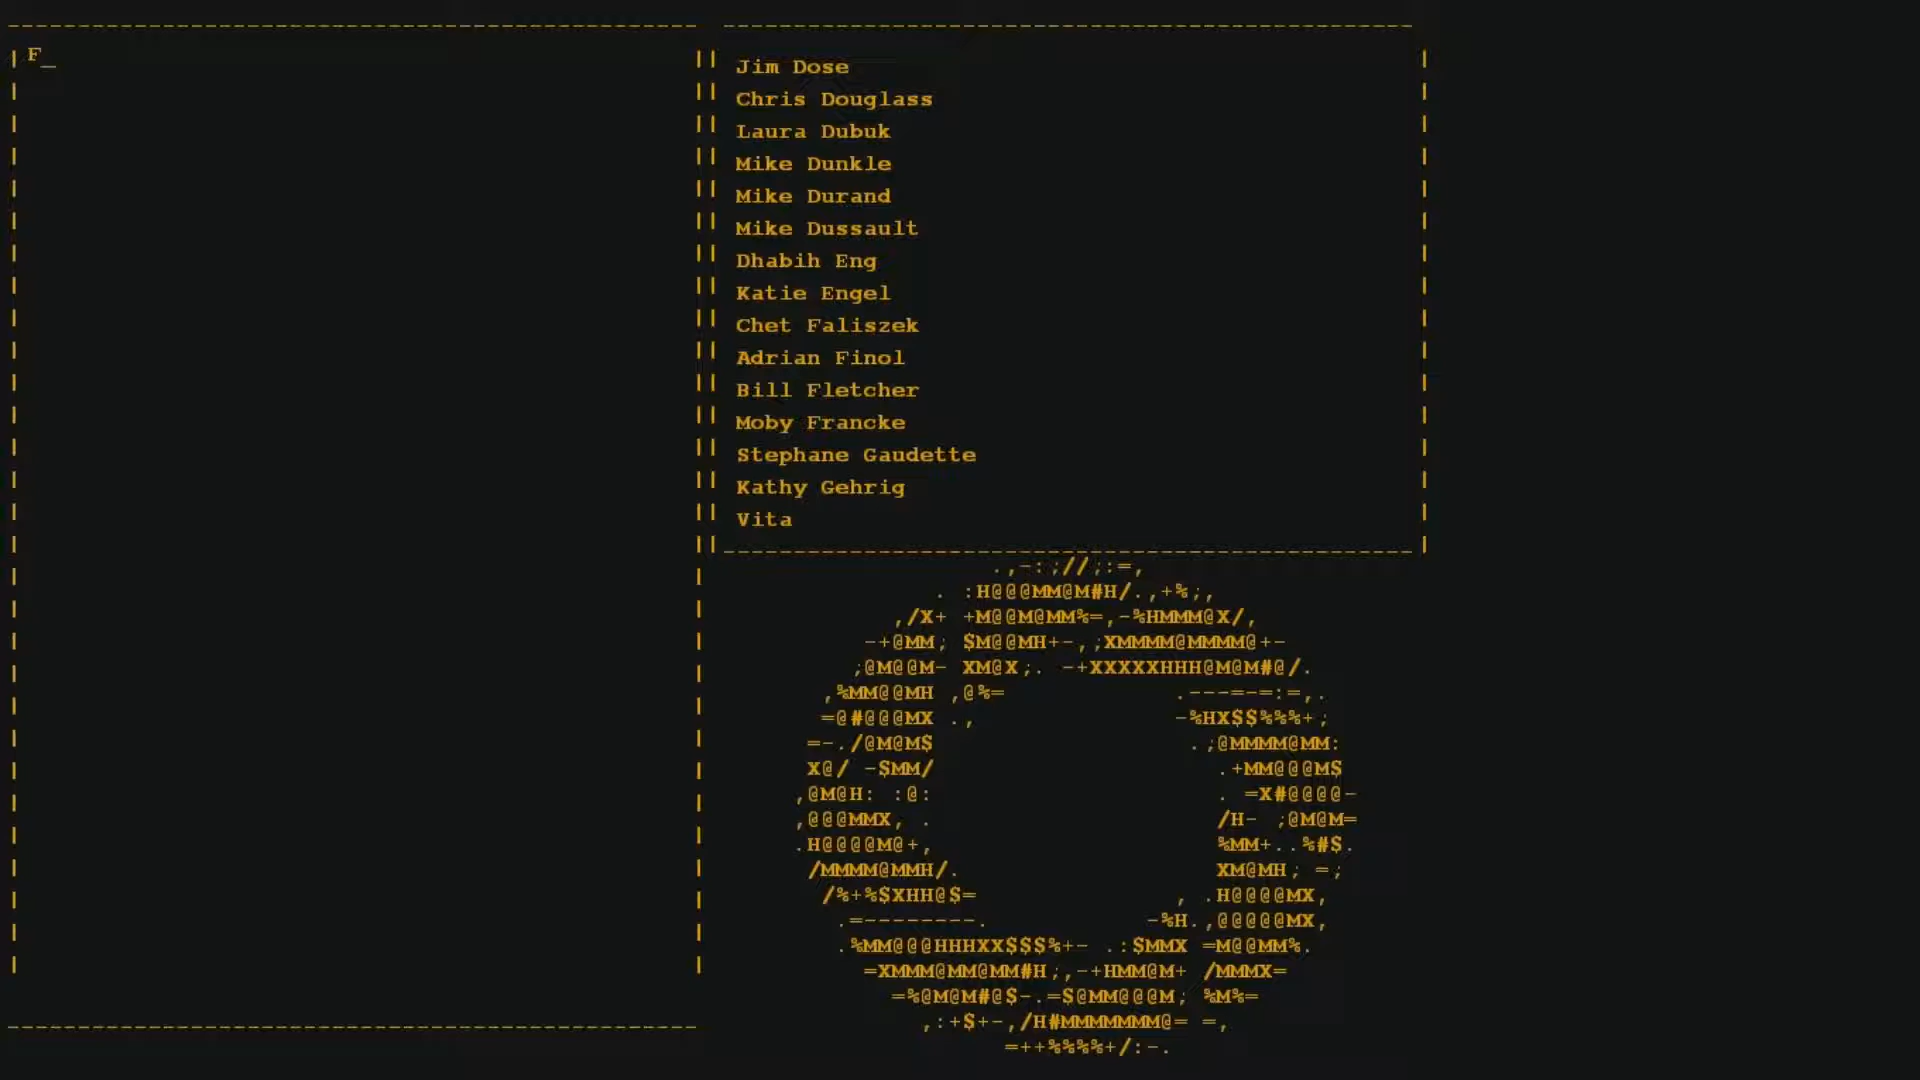 F_
Jim Dose
Chris Douglass
Laura Dubuk
Mike Dunkle
Mike Durand
Mike Dussault
Dhabih Eng
Katie Engel
Chet Faliszek
Adrian Finol
Bill Fletcher
Moby Francke
Stephane Gaudette
Kathy Gehrig
Vita